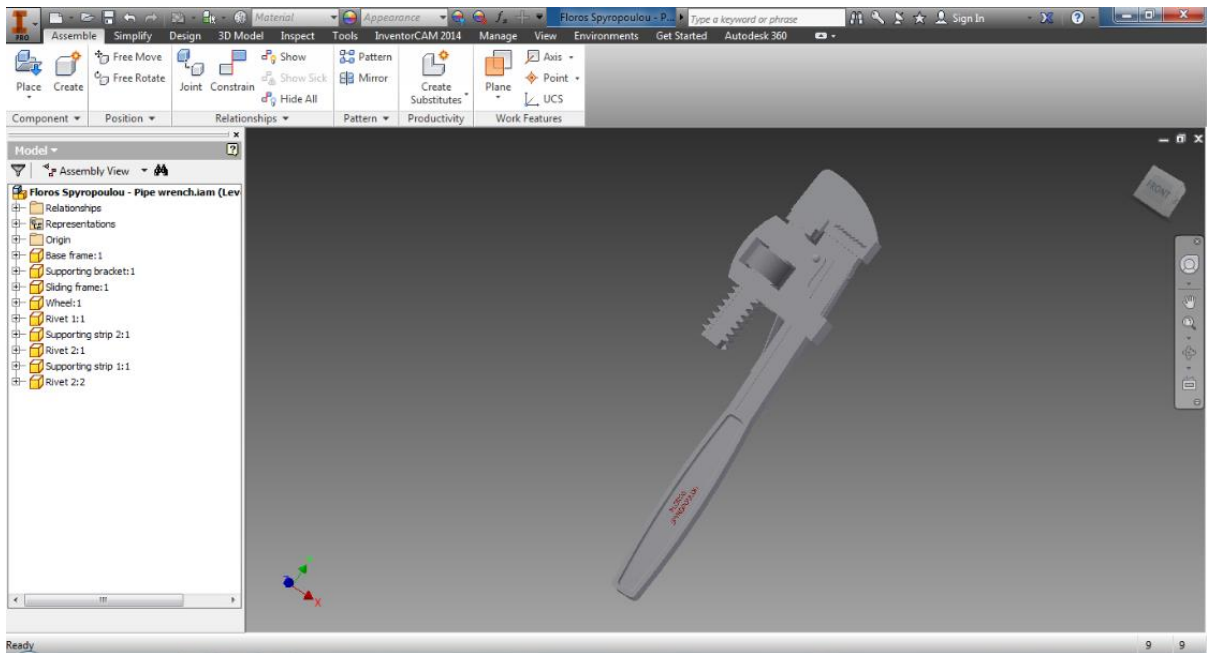 Material
Appearance
Floros Spyropoulou - P...
Type a keyword or phrase
Sign In
PRO
Assemble Simplify Design 3D Model Inspect Tools InventorCAM 2014 Manage View Environments Get Started Autodesk 360
Place
Create
Free Move
Free Rotate
Joint
Constrain
Show
Show Sick
Hide All
Pattern
Mirror
Create
Substitutes
Plane
Axis
Point
UCS
Component Position Relationships Pattern Productivity Work Features
Model
Assembly View
Floros Spyropoulou - Pipe wrench.iam (Lev
Relationships
Representations
Origin
Base frame:1
Supporting bracket:1
Sliding frame:1
Wheel:1
Rivet 1:1
Supporting strip 2:1
Rivet 2:1
Supporting strip 1:1
Rivet 2:2
FRONT
FLOROS
SPYROPOULOU
X
Ready
9 9